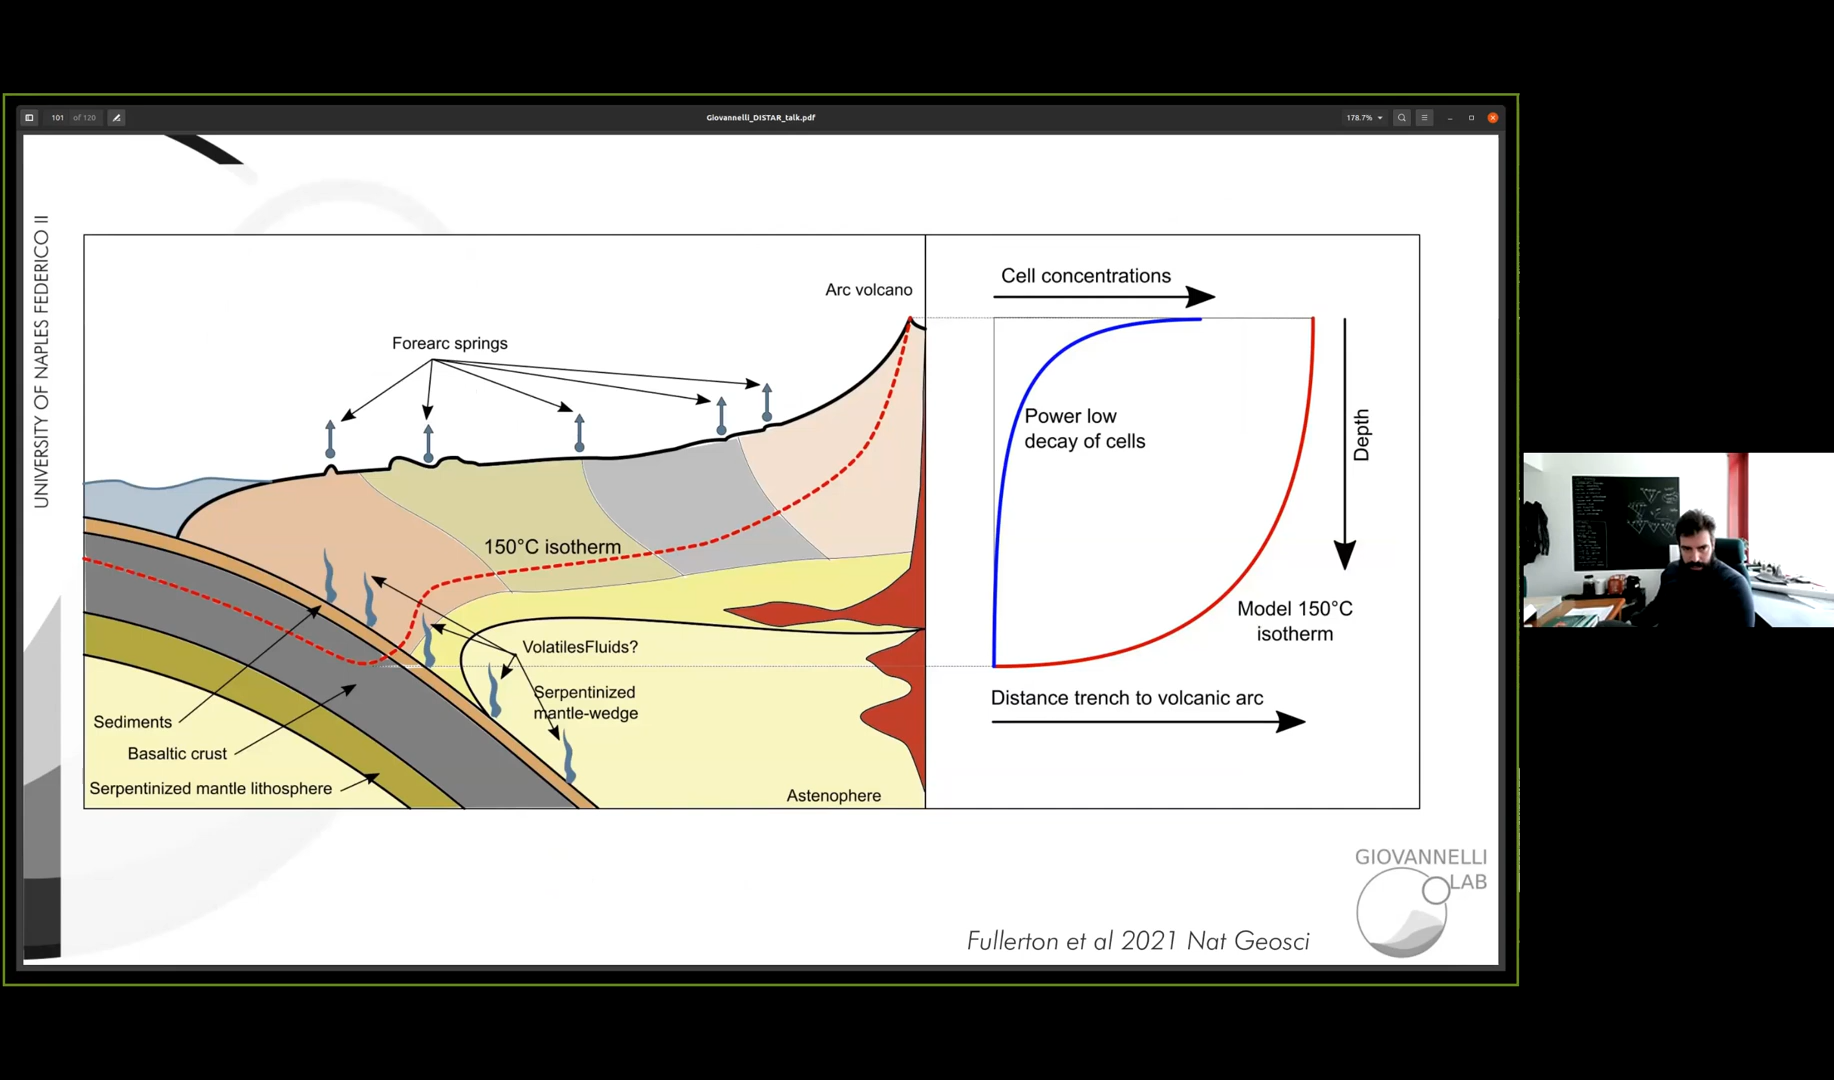 101 of 120
Giovannelli_DISTAR_talk.pdf
178.7%
UNIVERSITY OF NAPLES FEDERICO II
Arc volcano
Forearc springs
150°C isotherm
VolatilesFluids?
Serpentinized
mantle-wedge
Sediments
Basaltic crust
Serpentinized mantle lithosphere
Astenophere
Cell concentrations
Power low
decay of cells
Depth
Model 150°C
isotherm
Distance trench to volcanic arc
GIOVANNELLI
LAB
Fullerton et al 2021 Nat Geosci